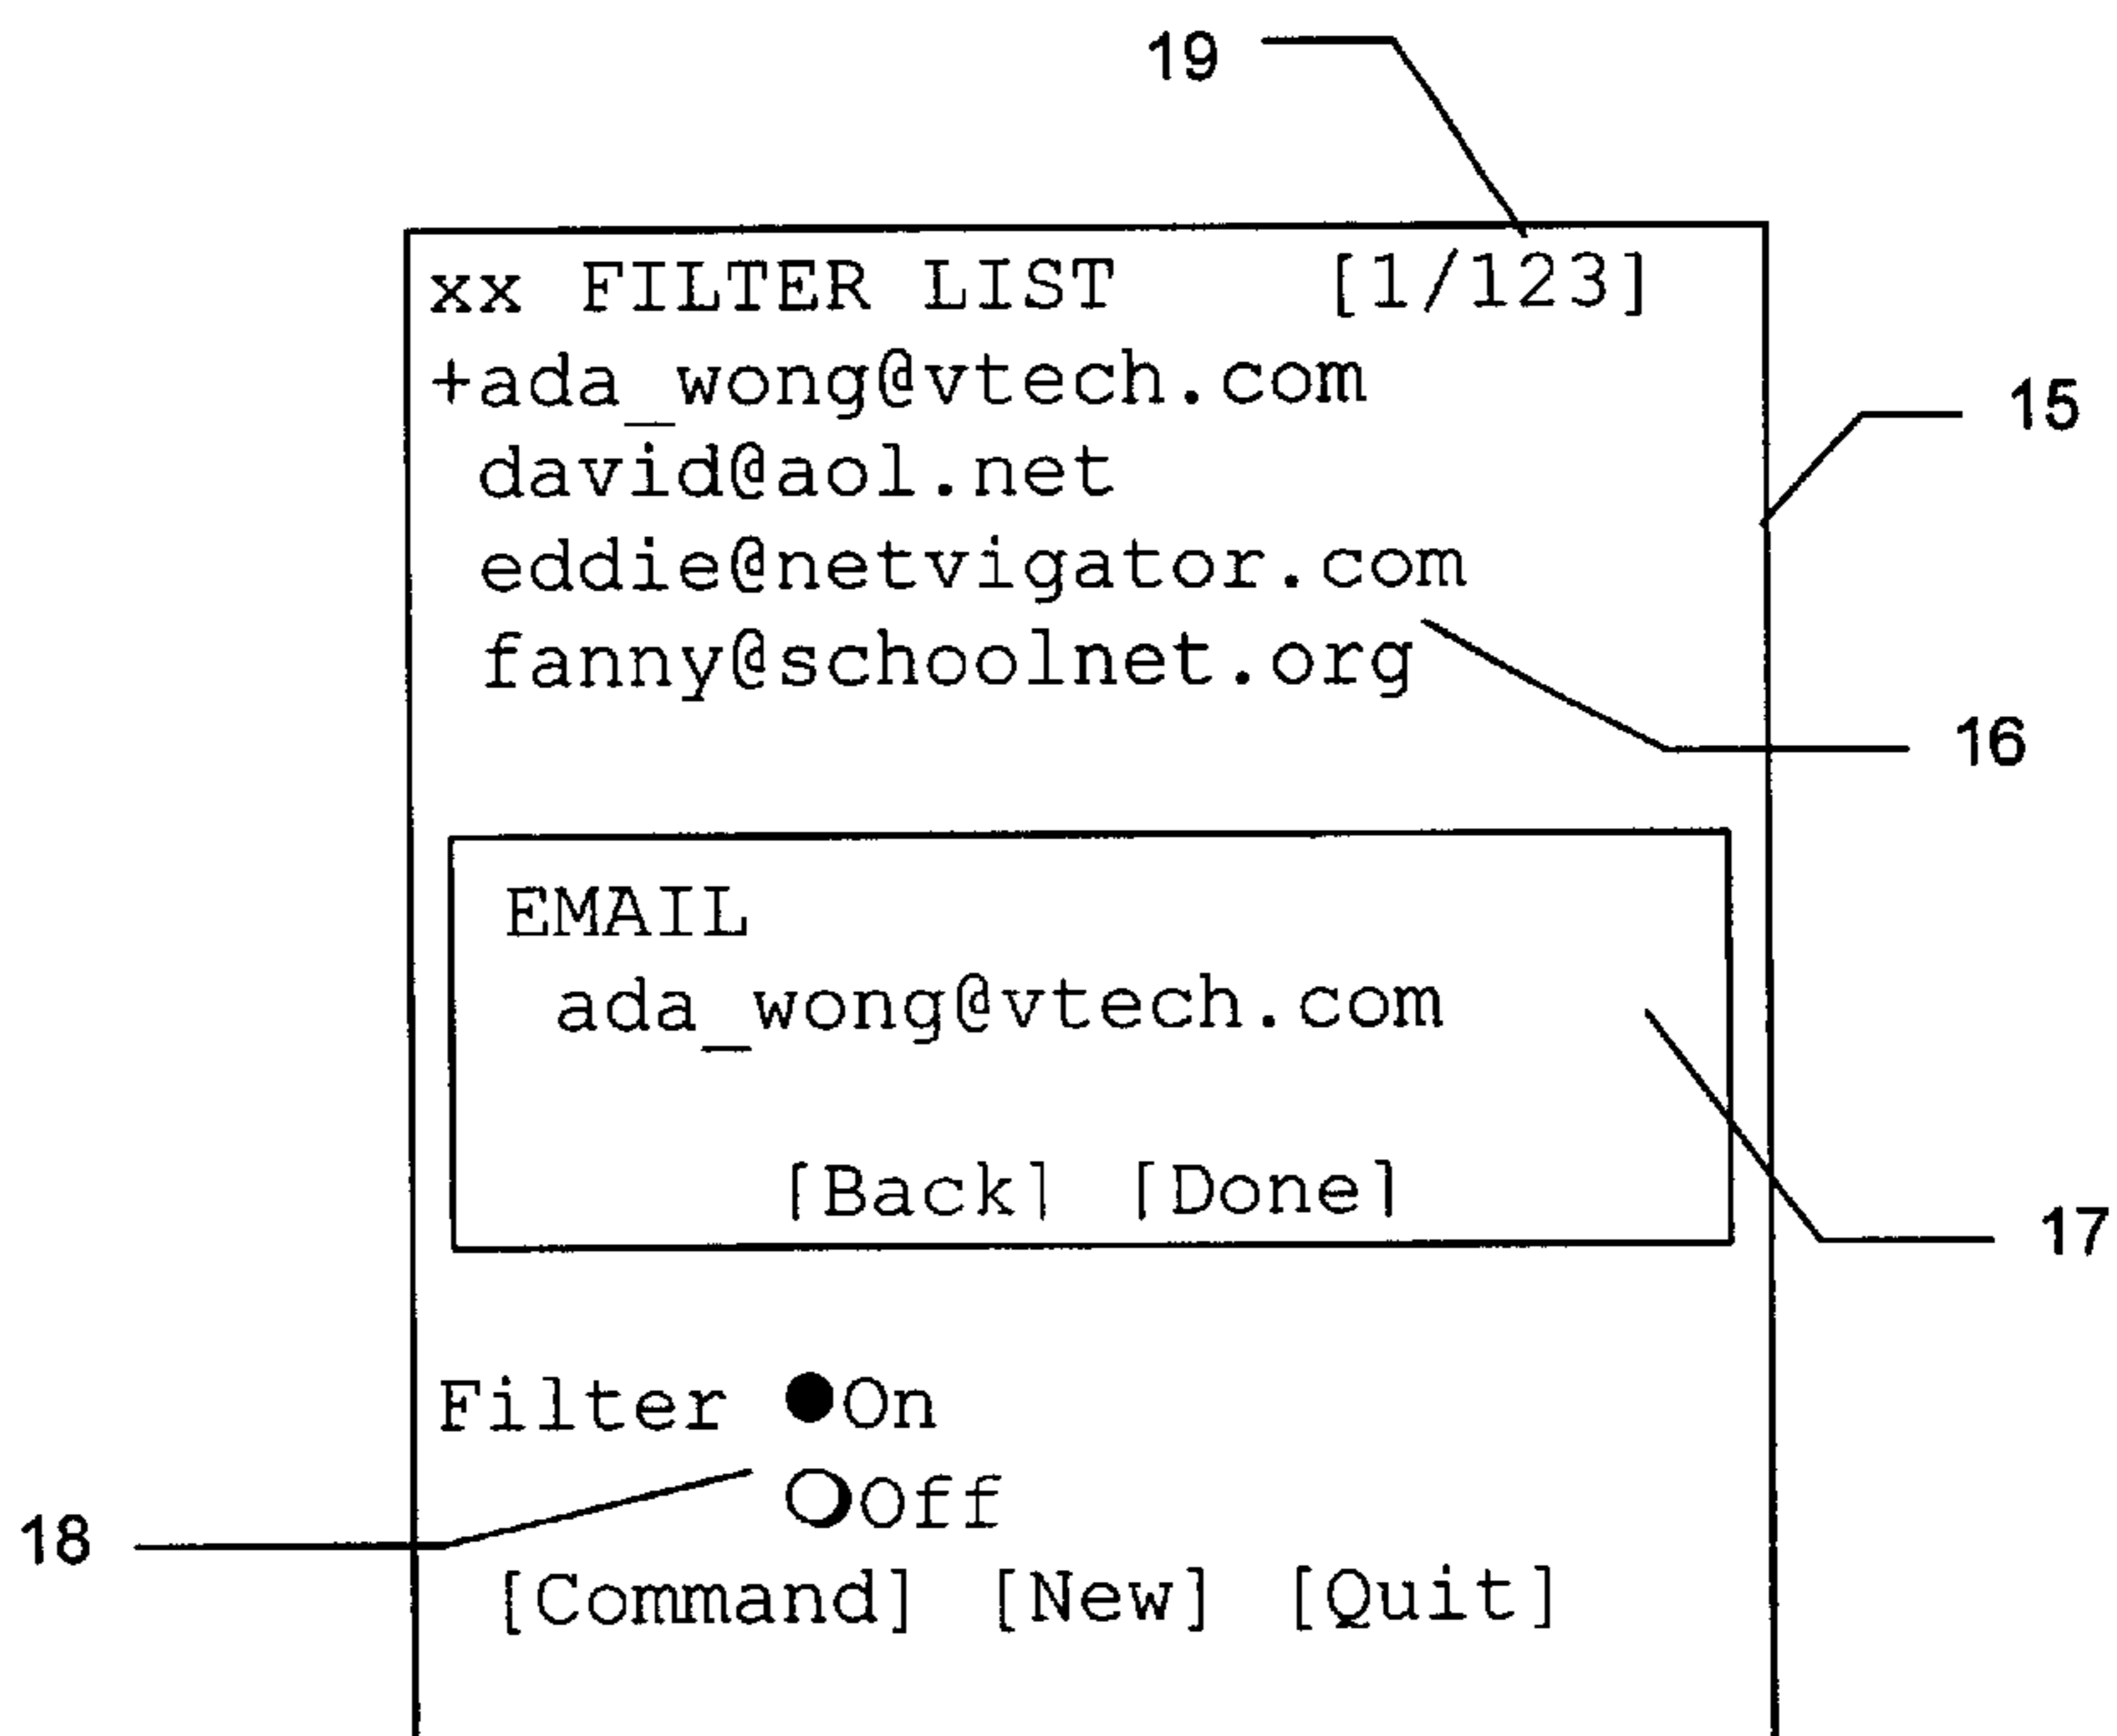 19
xx FILTER LIST [1/123]
+ada_wong@vtech.com
15
david@aol.net
eddie@netvigator.com
fanny@schoolnet.org
16
EMAIL
ada_wong@vtech.com
[Back] [Done]
17
Filter ●On
○Off
18
[Command] [New] [Quit]